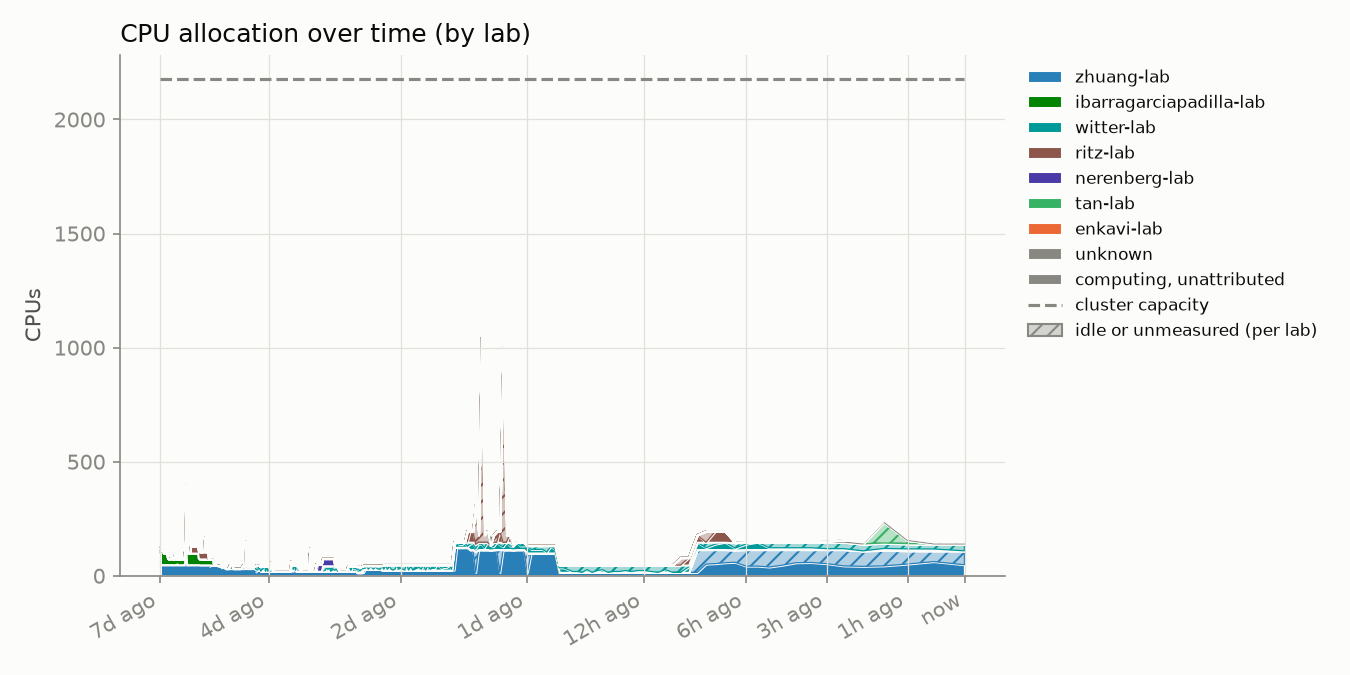 CPU allocation over time (by lab)
CPUs
2000
1500
1000
500
0
7d ago
4d ago
2d ago
1d ago
12h ago
6h ago
3h ago
1h ago
now
zhuang-lab
ibarragarciapadilla-lab
witter-lab
ritz-lab
nerenberg-lab
tan-lab
enkavi-lab
unknown
computing, unattributed
cluster capacity
idle or unmeasured (per lab)